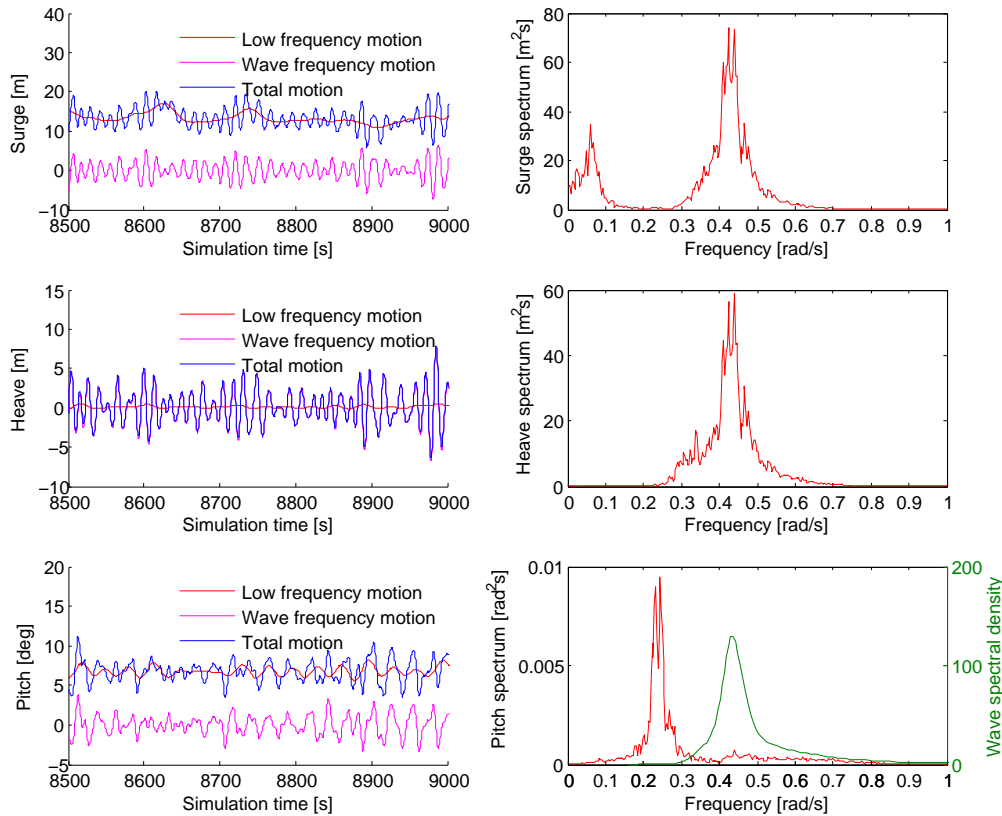 40
30
20
10
0
−10
Surge [m]
Low frequency motion
Wave frequency motion
Total motion
8500 8600 8700 8800 8900 9000
Simulation time [s]
80
60
40
20
0
Surge spectrum [m²s]
0 0.1 0.2 0.3 0.4 0.5 0.6 0.7 0.8 0.9 1
Frequency [rad/s]
15
10
5
0
−5
−10
Heave [m]
Low frequency motion
Wave frequency motion
Total motion
8500 8600 8700 8800 8900 9000
Simulation time [s]
60
40
20
0
Heave spectrum [m²s]
0 0.1 0.2 0.3 0.4 0.5 0.6 0.7 0.8 0.9 1
Frequency [rad/s]
20
15
10
5
0
−5
Pitch [deg]
Low frequency motion
Wave frequency motion
Total motion
8500 8600 8700 8800 8900 9000
Simulation time [s]
0.01
0.005
0
Pitch spectrum [rad²s]
0 0.1 0.2 0.3 0.4 0.5 0.6 0.7 0.8 0.9 1
Frequency [rad/s]
200
100
0
Wave spectral density